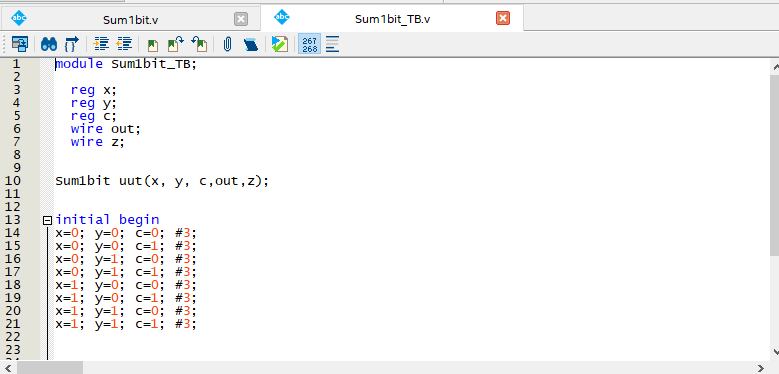 Sum1bit.v
Sum1bit_TB.v
267
268
1 module Sum1bit_TB;
2
3 reg x;
4 reg y;
5 reg c;
6 wire out;
7 wire z;
8
9
10 Sum1bit uut(x, y, c,out,z);
11
12
13 initial begin
14 x=0; y=0; c=0; #3;
15 x=0; y=0; c=1; #3;
16 x=0; y=1; c=0; #3;
17 x=0; y=1; c=1; #3;
18 x=1; y=0; c=0; #3;
19 x=1; y=0; c=1; #3;
20 x=1; y=1; c=0; #3;
21 x=1; y=1; c=1; #3;
22
23